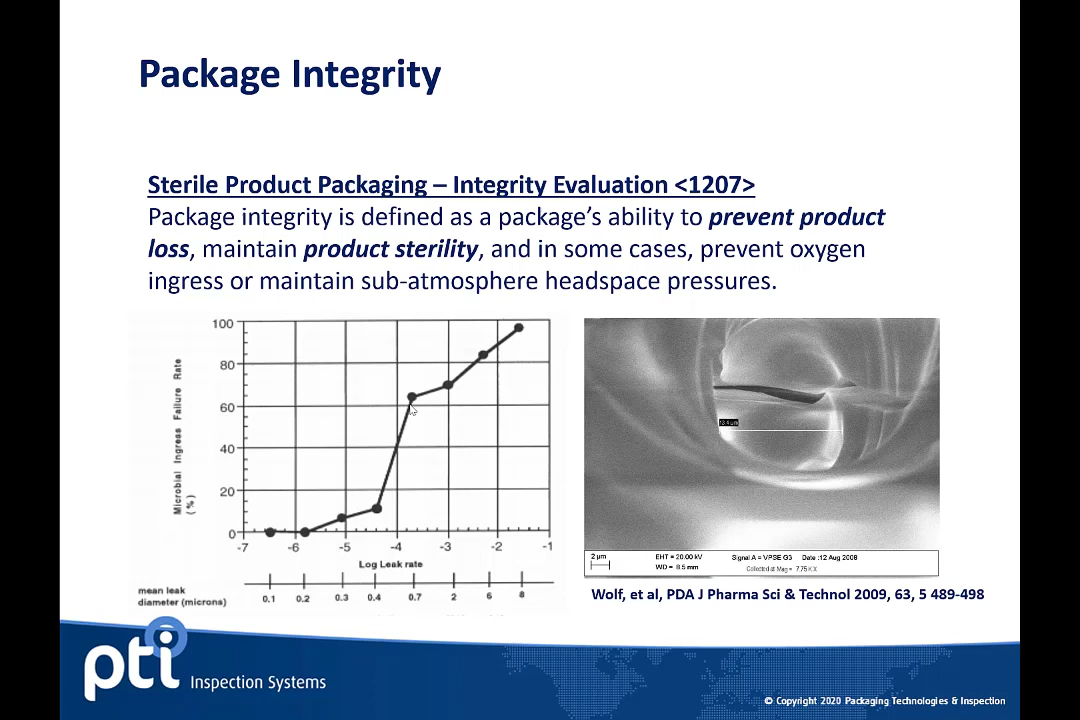 Package Integrity
Sterile Product Packaging – Integrity Evaluation <1207>
Package integrity is defined as a package's ability to prevent product
loss, maintain product sterility, and in some cases, prevent oxygen
ingress or maintain sub-atmosphere headspace pressures.
Microbial Ingress Failure Rate
(%)
100
80
60
40
20
0
-7 -6 -5 -4 -3 -2 -1
Log Leak rate
mean leak
diameter (microns)
0.1 0.2 0.3 0.4 0.7 2 6 8
2 µm
EHT = 20.00 kV
WD = 8.5 mm
Signal A = VPSE G3 Date :12 Aug 2008
Collected at Mag = 7.75 K X
Wolf, et al, PDA J Pharma Sci & Technol 2009, 63, 5 489-498
pti Inspection Systems
© Copyright 2020 Packaging Technologies & Inspection